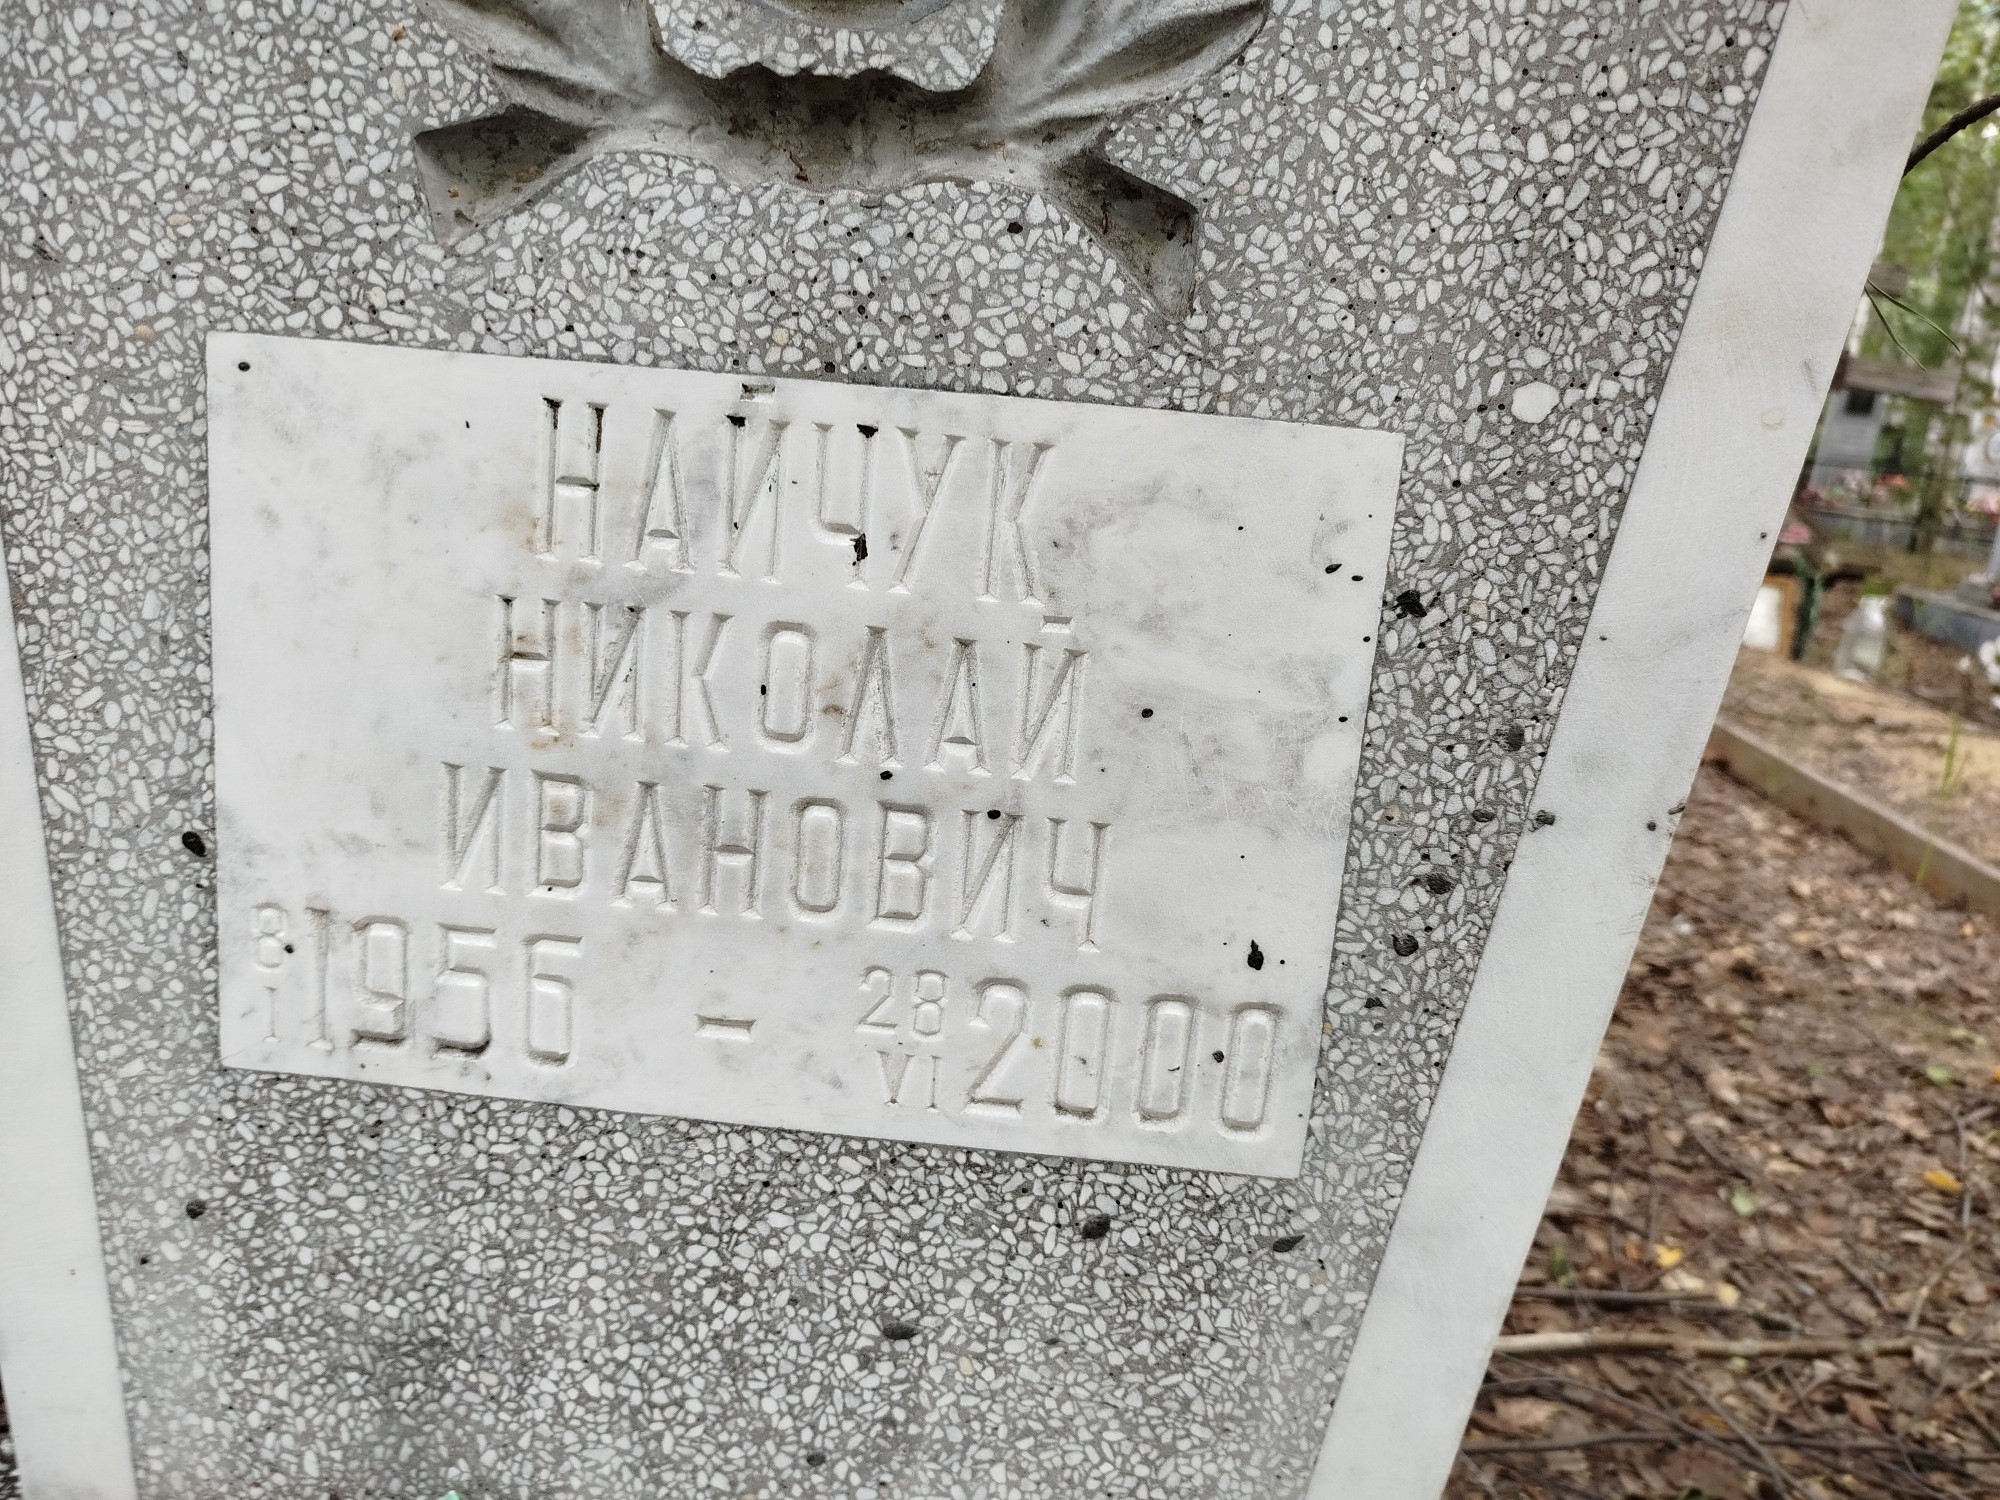 НАЙЧУК
НИКОЛАЙ
ИВАНОВИЧ
8 I 1956 - 28 VI 2000